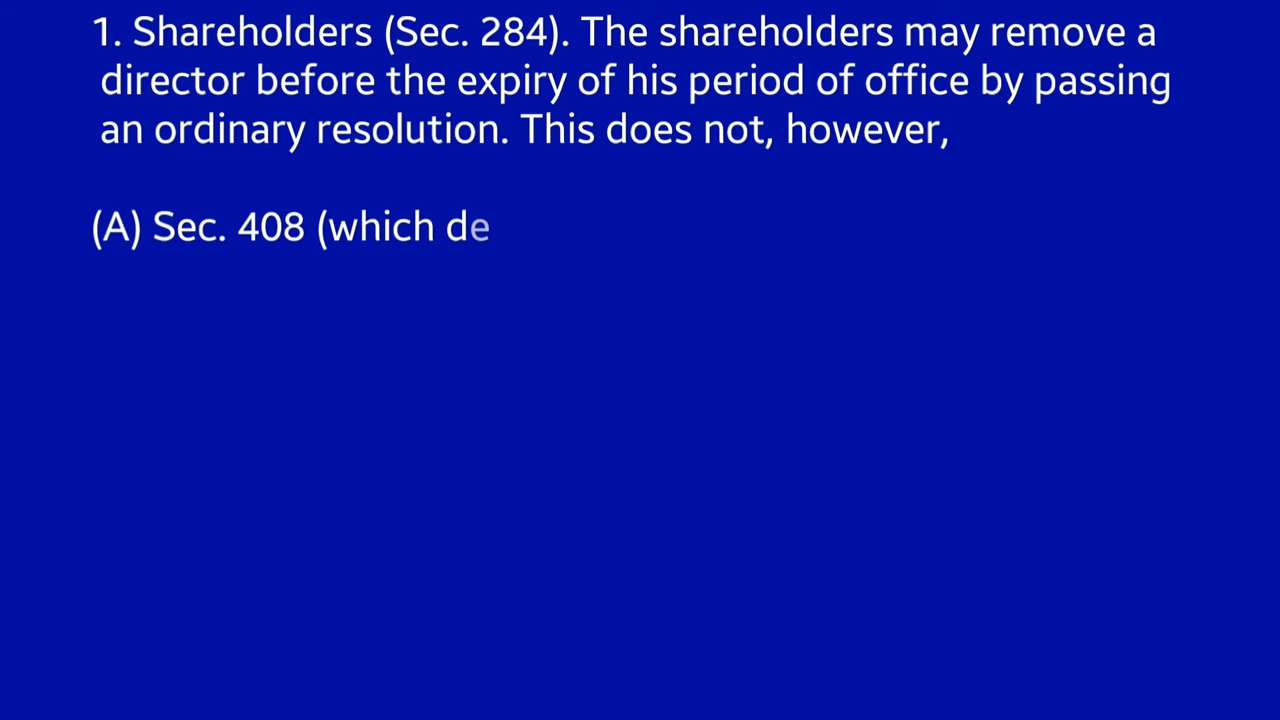 1. Shareholders (Sec. 284). The shareholders may remove a
director before the expiry of his period of office by passing
an ordinary resolution. This does not, however,
(A) Sec. 408 (which de